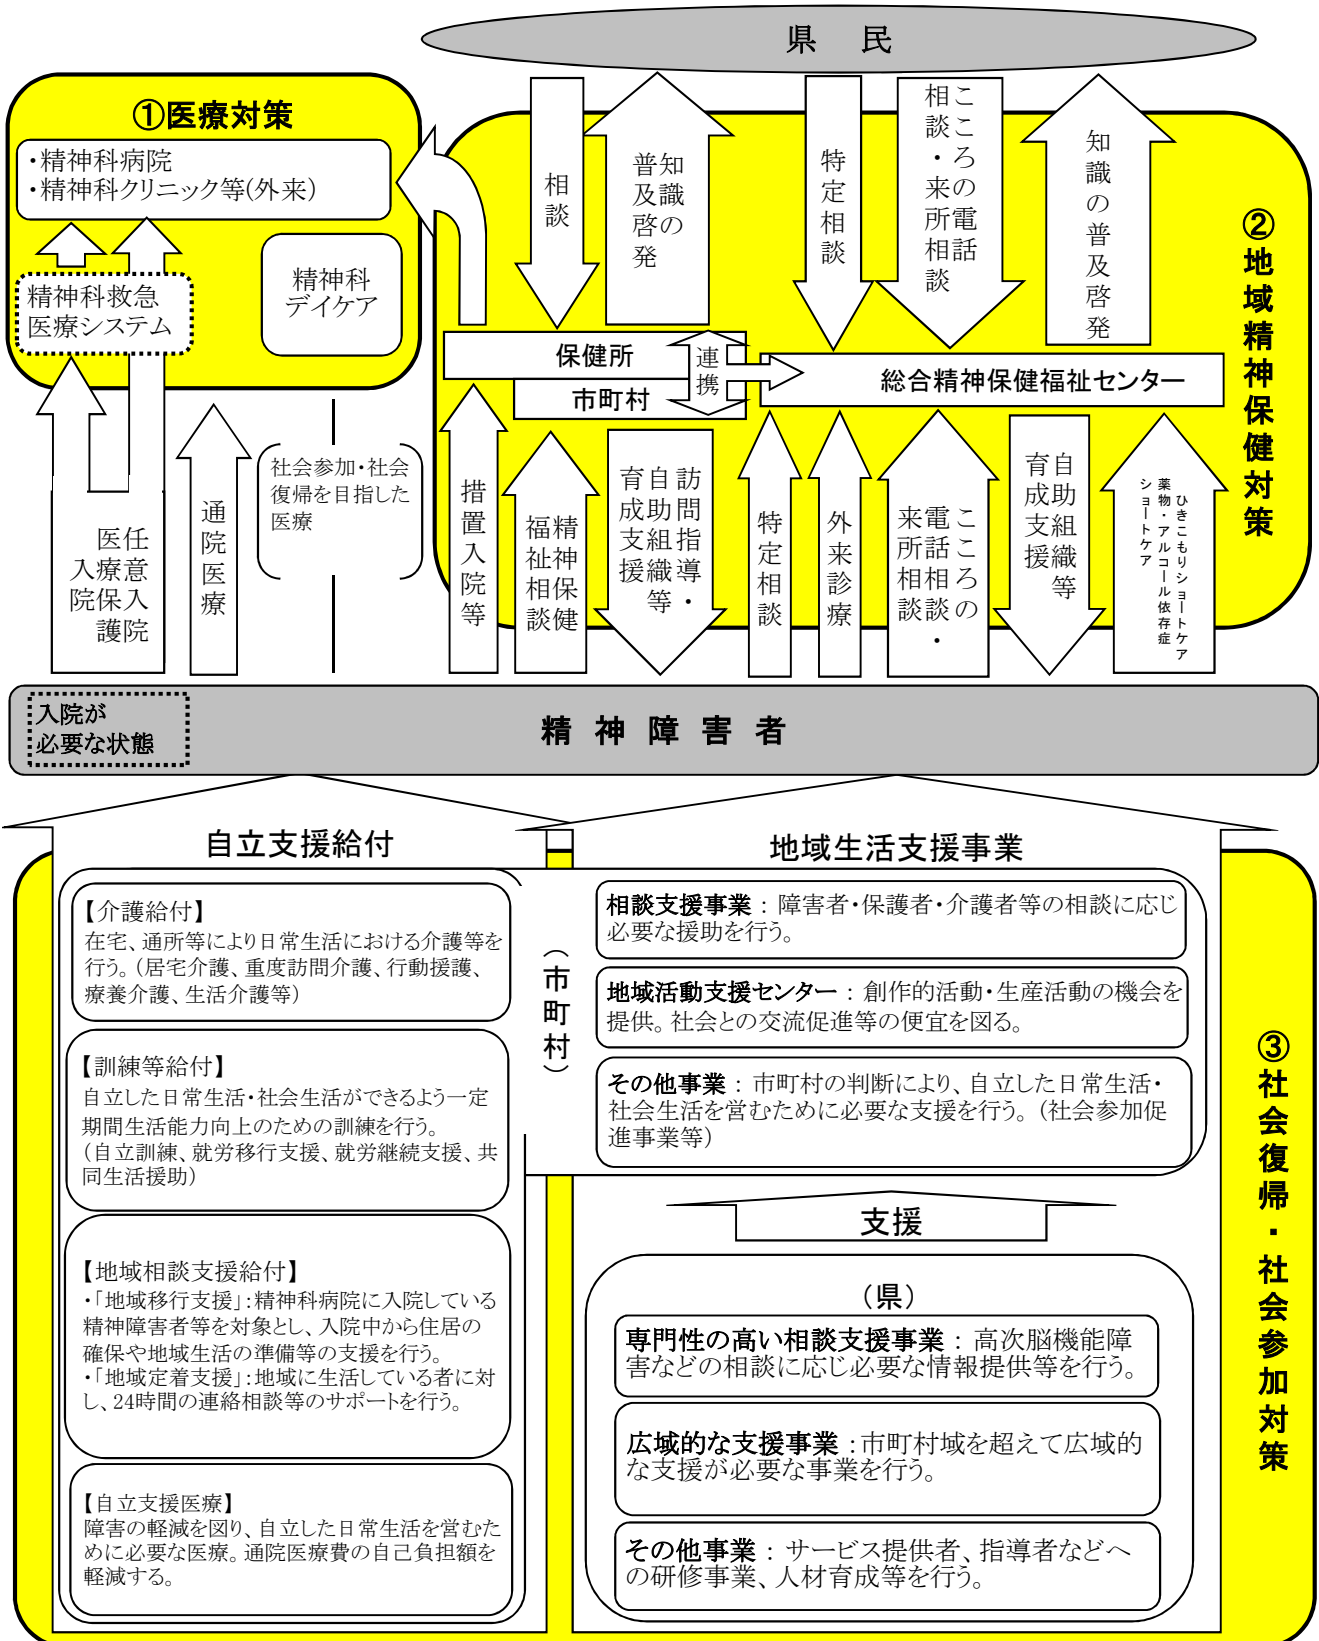 県　民
①医療対策
・精神科病院
・精神科クリニック等(外来)
精神科救急
医療システム
精神科
デイケア
相談
知識の
普及啓発
特定相談
こころの電話
相談・来所相談
知識の普及啓発
②地域精神保健対策
保健所
市町村
連携
総合精神保健福祉センター
任意入院
医療保護
入院
通院医療
社会参加・社会
復帰を目指した
医療
措置入院等
精神保健
福祉相談
訪問指導・
自助組織等
育成支援
特定相談
外来診療
こころの
電話相談・
来所相談
自助組織等
育成支援
ひきこもりショートケア
薬物・アルコール依存症
ショートケア
入院が
必要な状態
精　神　障　害　者
自立支援給付
【介護給付】
在宅、通所等により日常生活における介護等を
行う。(居宅介護、重度訪問介護、行動援護、
療養介護、生活介護等)
【訓練等給付】
自立した日常生活・社会生活ができるよう一定
期間生活能力向上のための訓練を行う。
(自立訓練、就労移行支援、就労継続支援、共
同生活援助)
【地域相談支援給付】
・「地域移行支援」:精神科病院に入院している
精神障害者等を対象とし、入院中から住居の
確保や地域生活の準備等の支援を行う。
・「地域定着支援」:地域に生活している者に対
し、24時間の連絡相談等のサポートを行う。
【自立支援医療】
障害の軽減を図り、自立した日常生活を営むた
めに必要な医療。通院医療費の自己負担額を
軽減する。
（市町村）
地域生活支援事業
相談支援事業 : 障害者・保護者・介護者等の相談に応じ
必要な援助を行う。
地域活動支援センター : 創作的活動・生産活動の機会を
提供。社会との交流促進等の便宜を図る。
その他事業 : 市町村の判断により、自立した日常生活・
社会生活を営むために必要な支援を行う。(社会参加促
進事業等)
支援
（県）
専門性の高い相談支援事業 : 高次脳機能障
害などの相談に応じ必要な情報提供等を行う。
広域的な支援事業 :市町村域を超えて広域的
な支援が必要な事業を行う。
その他事業 : サービス提供者、指導者などへ
の研修事業、人材育成等を行う。
③社会復帰・社会参加対策